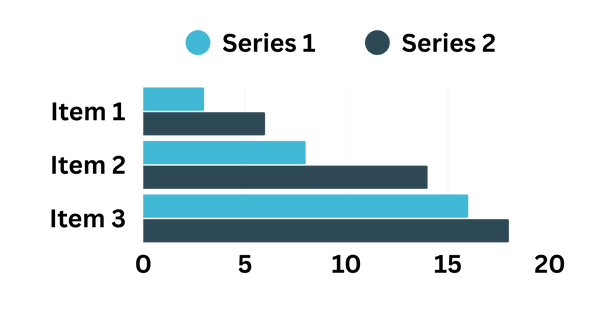 Series 1 Series 2
Item 1
Item 2
Item 3
0 5 10 15 20